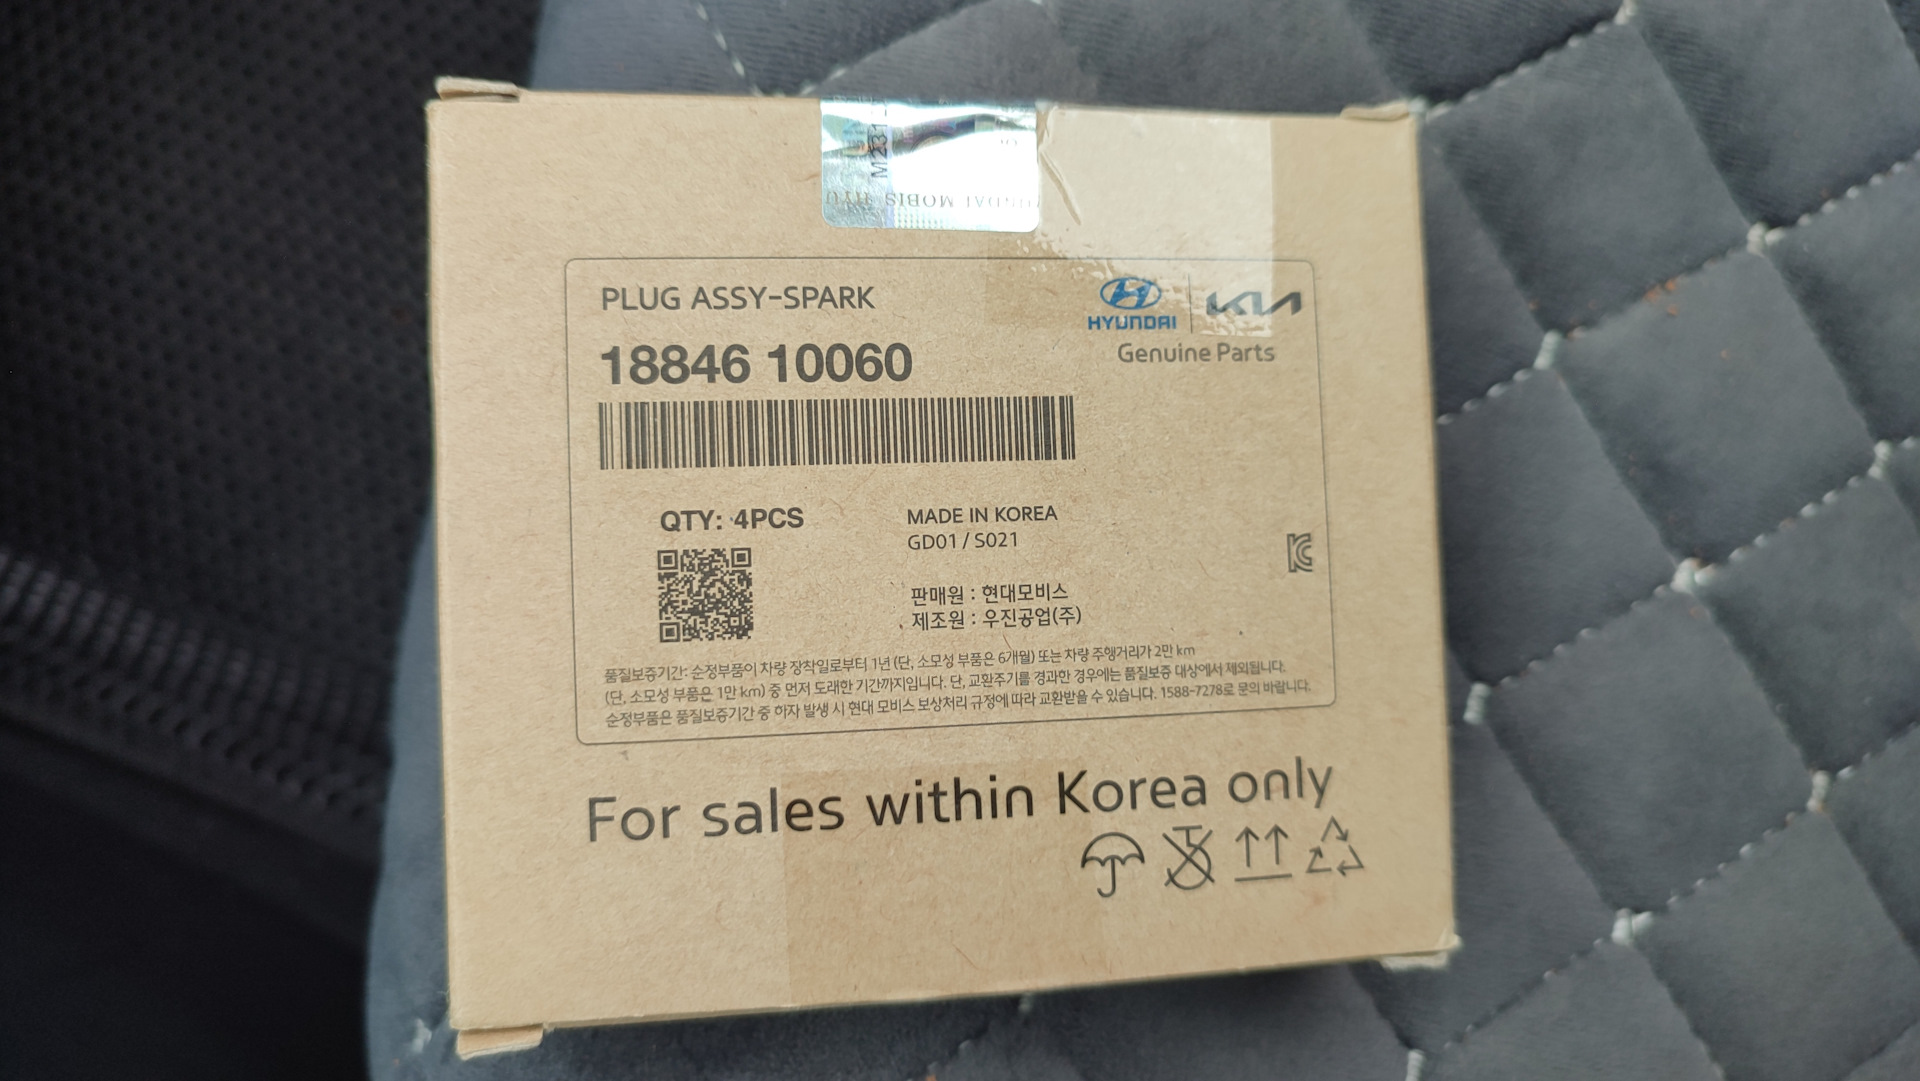 HYUNDAI MOBIS HYU
PLUG ASSY-SPARK
HYUNDAI
KIA
18846 10060
Genuine Parts
QTY: 4PCS
MADE IN KOREA
GD01 / S021
판매원 : 현대모비스
제조원 : 우진공업(주)
품질보증기간: 순정부품이 차량 장착일로부터 1년 (단, 소모성 부품은 6개월) 또는 차량 주행거리가 2만 km
(단, 소모성 부품은 1만 km) 중 먼저 도래한 기간까지입니다. 단, 교환주기를 경과한 경우에는 품질보증 대상에서 제외됩니다.
순정부품은 품질보증기간 중 하자 발생 시 현대 모비스 보상처리 규정에 따라 교환받을 수 있습니다. 1588-7278로 문의 바랍니다.
For sales within Korea only